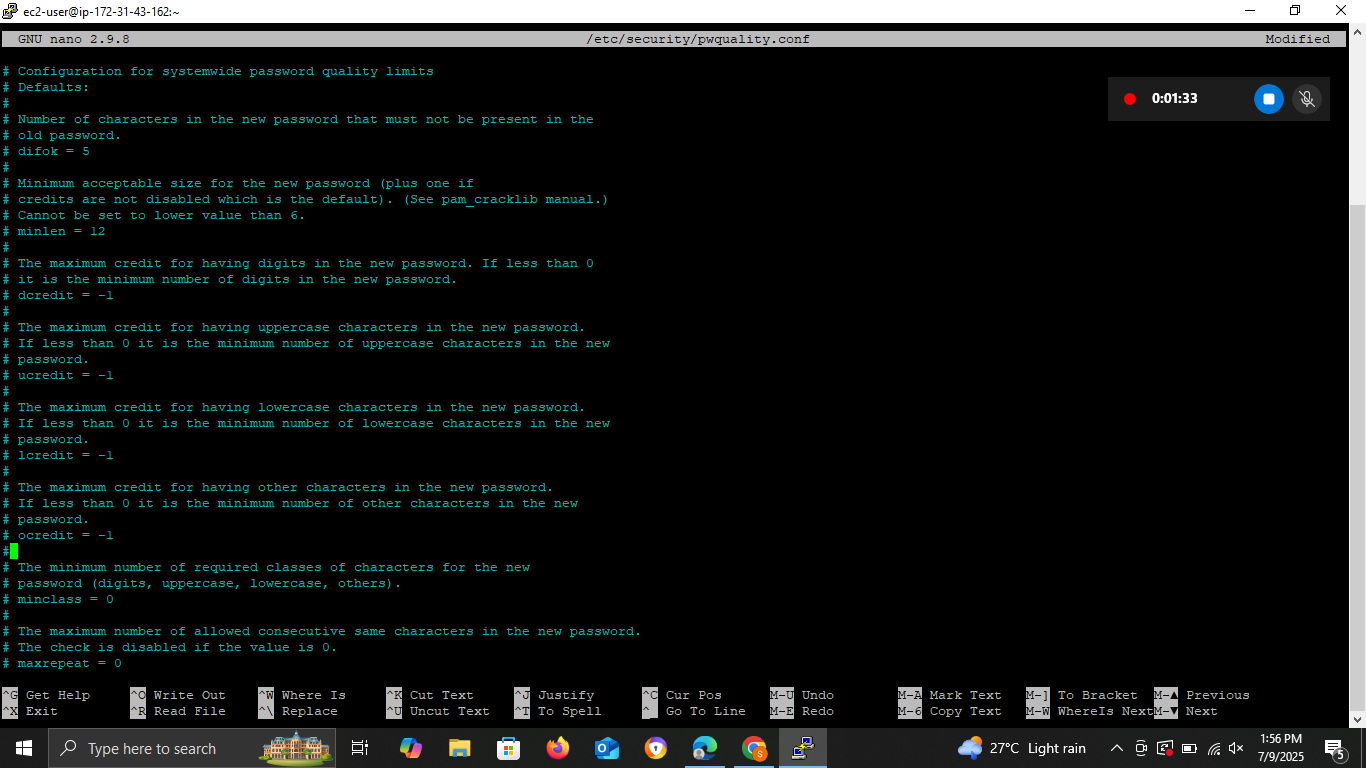 ec2-user@ip-172-31-43-162:~
GNU nano 2.9.8 /etc/security/pwquality.conf Modified
# Configuration for systemwide password quality limits
# Defaults:
#
# Number of characters in the new password that must not be present in the
# old password.
# difok = 5
#
# Minimum acceptable size for the new password (plus one if
# credits are not disabled which is the default). (See pam_cracklib manual.)
# Cannot be set to lower value than 6.
# minlen = 12
#
# The maximum credit for having digits in the new password. If less than 0
# it is the minimum number of digits in the new password.
# dcredit = -1
#
# The maximum credit for having uppercase characters in the new password.
# If less than 0 it is the minimum number of uppercase characters in the new
# password.
# ucredit = -1
#
# The maximum credit for having lowercase characters in the new password.
# If less than 0 it is the minimum number of lowercase characters in the new
# password.
# lcredit = -1
#
# The maximum credit for having other characters in the new password.
# If less than 0 it is the minimum number of other characters in the new
# password.
# ocredit = -1
#
# The minimum number of required classes of characters for the new
# password (digits, uppercase, lowercase, others).
# minclass = 0
#
# The maximum number of allowed consecutive same characters in the new password.
# The check is disabled if the value is 0.
# maxrepeat = 0
0:01:33
^G Get Help ^O Write Out ^W Where Is ^K Cut Text ^J Justify ^C Cur Pos M-U Undo M-A Mark Text M-] To Bracket M-▲ Previous
^X Exit ^R Read File ^\ Replace ^U Uncut Text ^T To Spell ^_ Go To Line M-E Redo M-6 Copy Text M-W WhereIs Next M-▼ Next
Type here to search
27°C Light rain
1:56 PM
7/9/2025
5